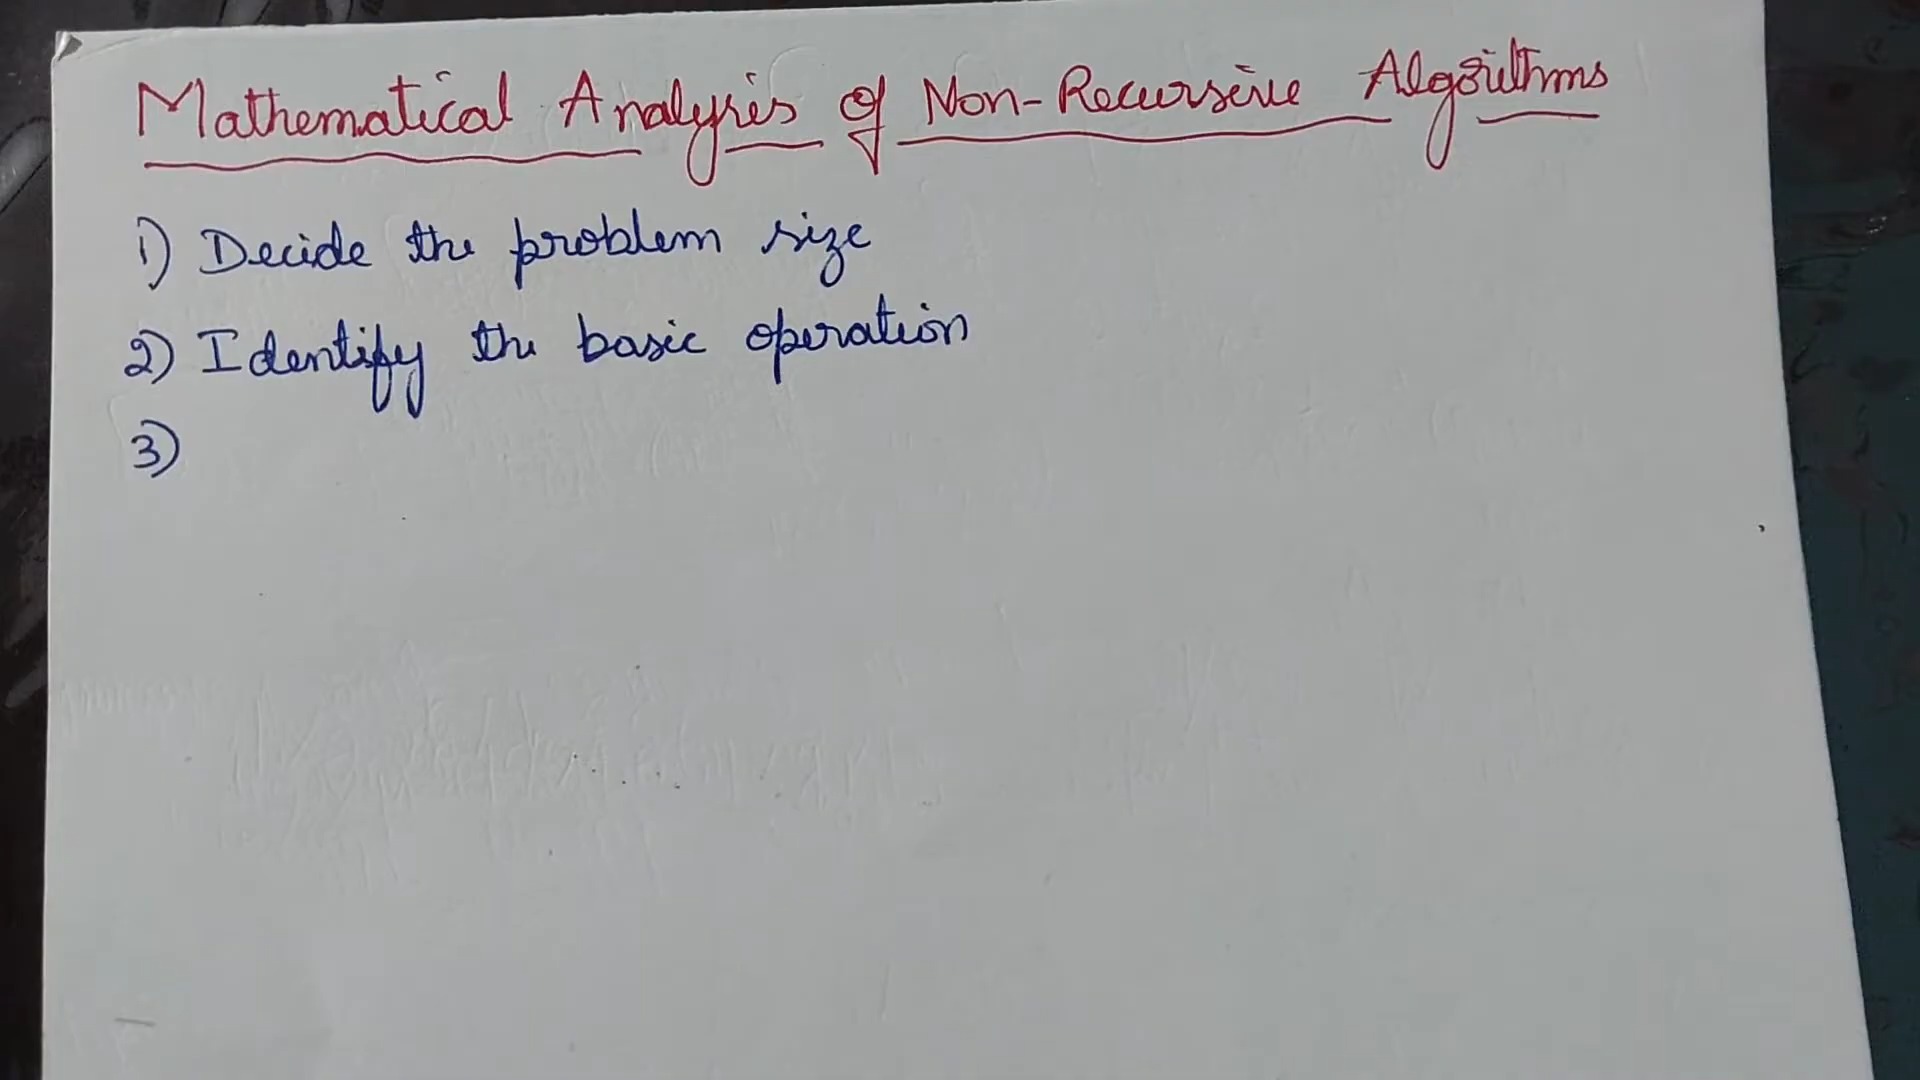 Mathematical Analysis of Non-Recursive Algorithms
1) Decide the problem size
2) Identify the basic operation
3)